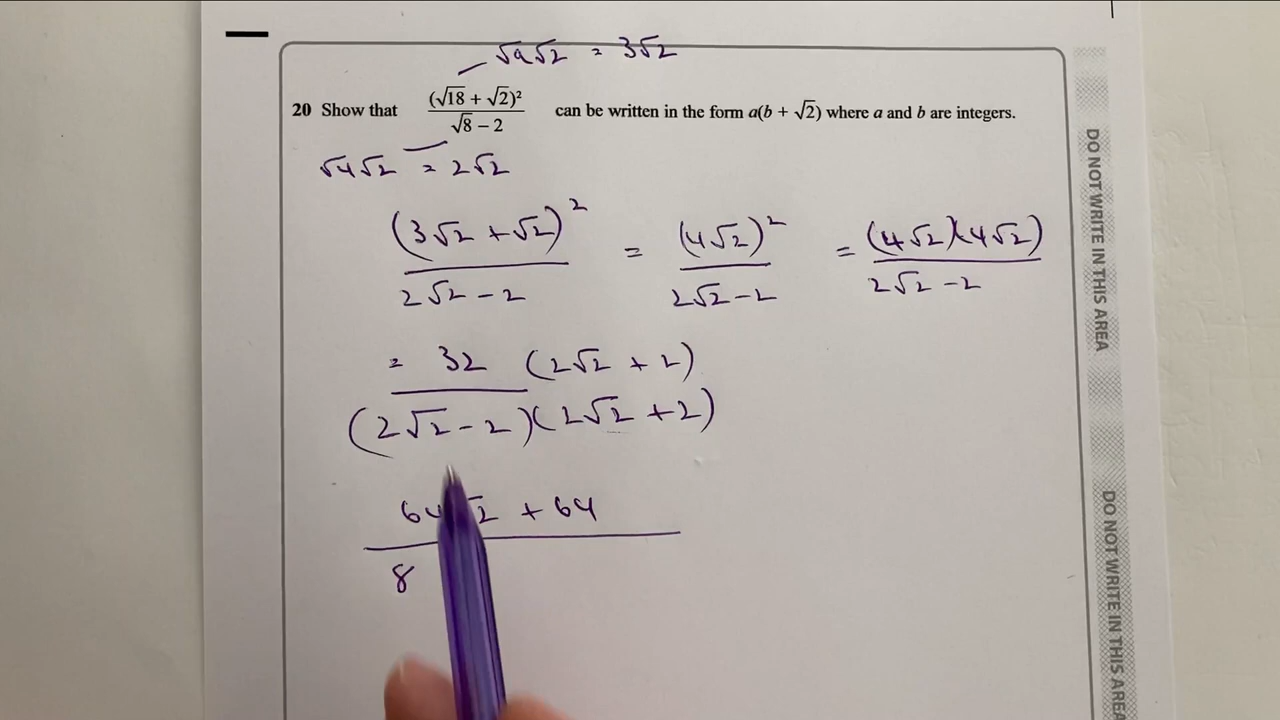 √9√2 = 3√2
20 Show that (√18 + √2)² / √8 − 2 can be written in the form a(b + √2) where a and b are integers.
√4√2 = 2√2
(3√2 + √2)² / 2√2 − 2 = (4√2)² / 2√2 − 2 = (4√2)(4√2) / 2√2 − 2
= 32 (2√2 + 2)
(2√2 − 2)(2√2 + 2)
+ 64
8
DO NOT WRITE IN THIS AREA
DO NOT WRITE IN THIS AREA